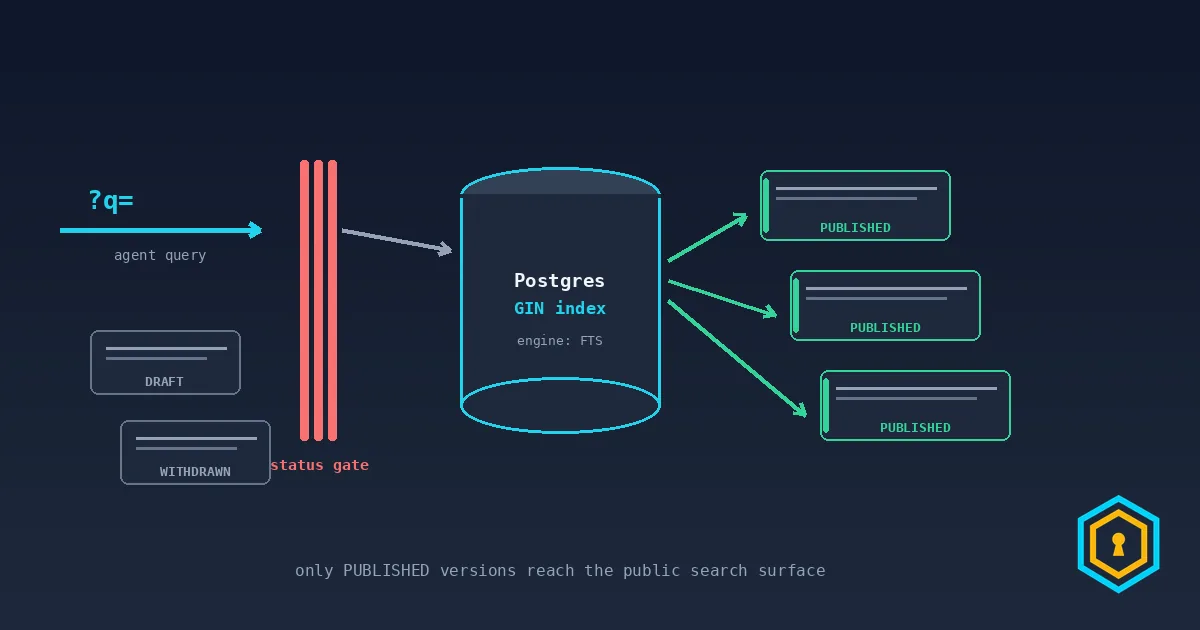 ?q=
agent query
DRAFT
WITHDRAWN
status gate
Postgres
GIN index
engine: FTS
PUBLISHED
PUBLISHED
PUBLISHED
only PUBLISHED versions reach the public search surface